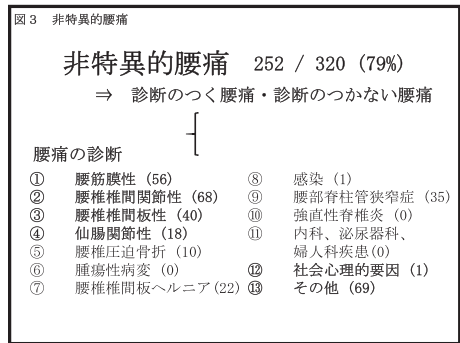 図３ 非特異的腰痛
非特異的腰痛 252 / 320 (79%)
⇒ 診断のつく腰痛・診断のつかない腰痛
腰痛の診断
① 腰筋膜性 (56)
② 腰椎椎間関節性 (68)
③ 腰椎椎間板性 (40)
④ 仙腸関節性 (18)
⑤ 腰椎圧迫骨折 (10)
⑥ 腫瘍性病変 (0)
⑦ 腰椎椎間板ヘルニア(22)
⑧ 感染 (1)
⑨ 腰部脊柱管狭窄症 (35)
⑩ 強直性脊椎炎 (0)
⑪ 内科、泌尿器科、
婦人科疾患(0)
⑫ 社会心理的要因 (1)
⑬ その他 (69)